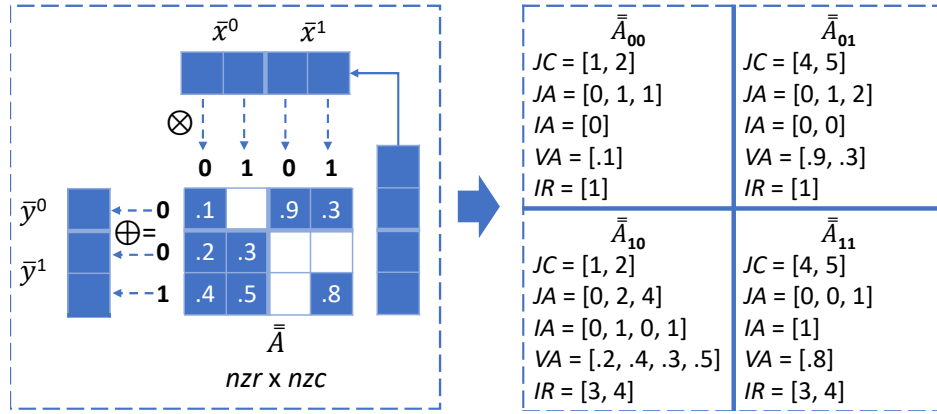 x̄⁰ x̄¹
⊗
0 1 0 1
ȳ⁰ 0 .1 .9 .3
⊕=
ȳ¹ 0 .2 .3
1 .4 .5 .8
A̿
nzr x nzc
A̿₀₀
JC = [1, 2]
JA = [0, 1, 1]
IA = [0]
VA = [.1]
IR = [1]
A̿₀₁
JC = [4, 5]
JA = [0, 1, 2]
IA = [0, 0]
VA = [.9, .3]
IR = [1]
A̿₁₀
JC = [1, 2]
JA = [0, 2, 4]
IA = [0, 1, 0, 1]
VA = [.2, .4, .3, .5]
IR = [3, 4]
A̿₁₁
JC = [4, 5]
JA = [0, 0, 1]
IA = [1]
VA = [.8]
IR = [3, 4]